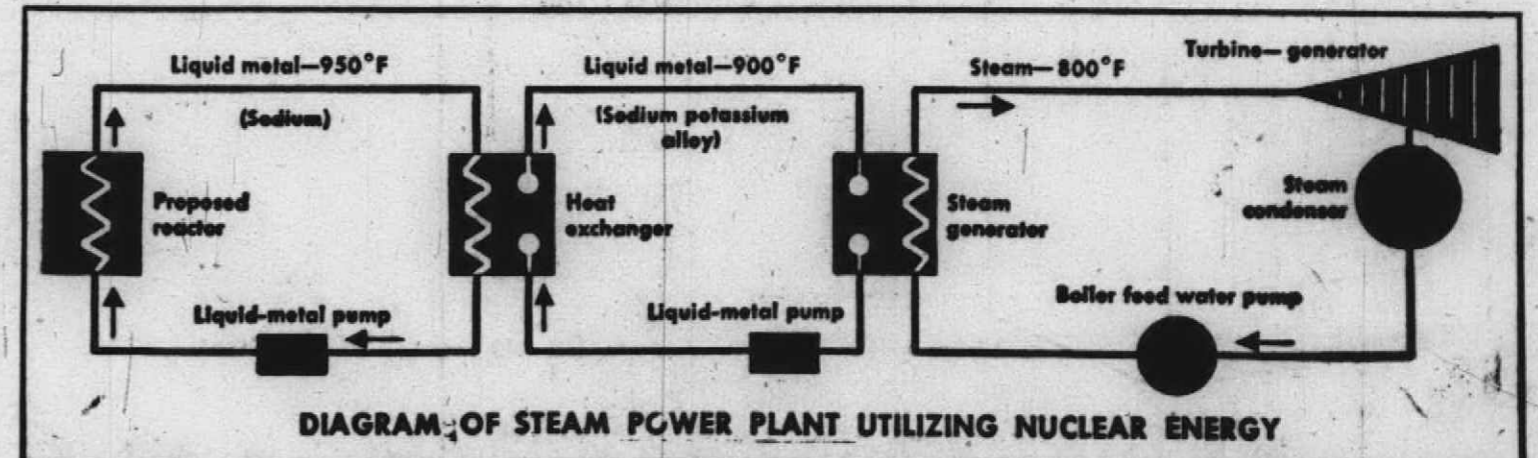 Liquid metal—950°F
(Sodium)
Liquid metal—900°F
(Sodium potassium
alloy)
Steam—800°F
Turbine—generator
Proposed
reactor
Heat
exchanger
Steam
generator
Steam
condensor
Liquid-metal pump
Liquid-metal pump
Boiler feed water pump
DIAGRAM OF STEAM POWER PLANT UTILIZING NUCLEAR ENERGY